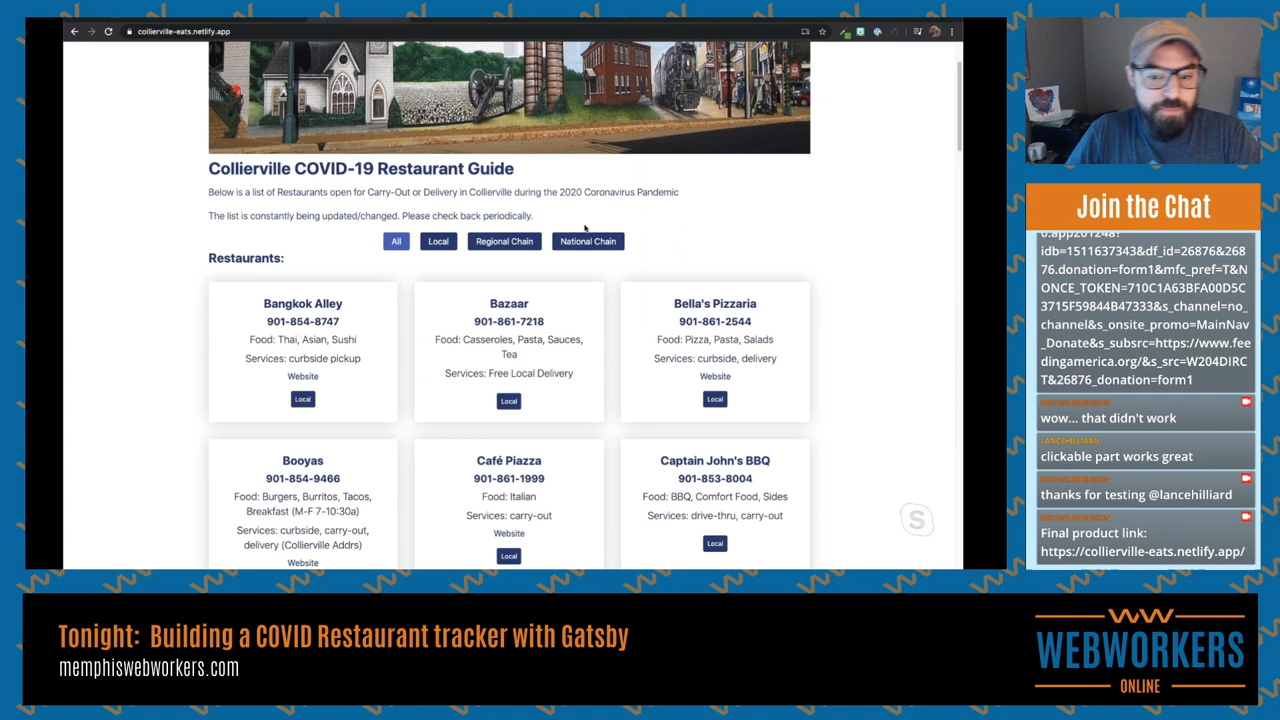 collierville-eats.netlify.app
Collierville COVID-19 Restaurant Guide
Below is a list of Restaurants open for Carry-Out or Delivery in Collierville during the 2020 Coronavirus Pandemic
The list is constantly being updated/changed. Please check back periodically.
All Local Regional Chain National Chain
Restaurants:
Bangkok Alley
901-854-8747
Food: Thai, Asian, Sushi
Services: curbside pickup
Website
Local
Bazaar
901-861-7218
Food: Casseroles, Pasta, Sauces,
Tea
Services: Free Local Delivery
Local
Bella's Pizzaria
901-861-2544
Food: Pizza, Pasta, Salads
Services: curbside, delivery
Website
Local
Booyas
901-854-9466
Food: Burgers, Burritos, Tacos,
Breakfast (M-F 7-10:30a)
Services: curbside, carry-out,
delivery (Collierville Addrs)
Website
Café Piazza
901-861-1999
Food: Italian
Services: carry-out
Website
Local
Captain John's BBQ
901-853-8004
Food: BBQ, Comfort Food, Sides
Services: drive-thru, carry-out
Local
S
Join the Chat
idb=1511637343&df_id=26876&268
76.donation=form1&mfc_pref=T&N
ONCE_TOKEN=710C1A63BFA00D5C
3715F59844B47333&s_channel=no_
channel&s_onsite_promo=MainNav
_Donate&s_subsrc=https://www.fee
dingamerica.org/&s_src=W204DIRC
T&26876_donation=form1
wow... that didn't work
LANCEHILLIARD
clickable part works great
thanks for testing @lancehilliard
Final product link:
https://collierville-eats.netlify.app/
Tonight: Building a COVID Restaurant tracker with Gatsby
memphiswebworkers.com
WEBWORKERS
ONLINE